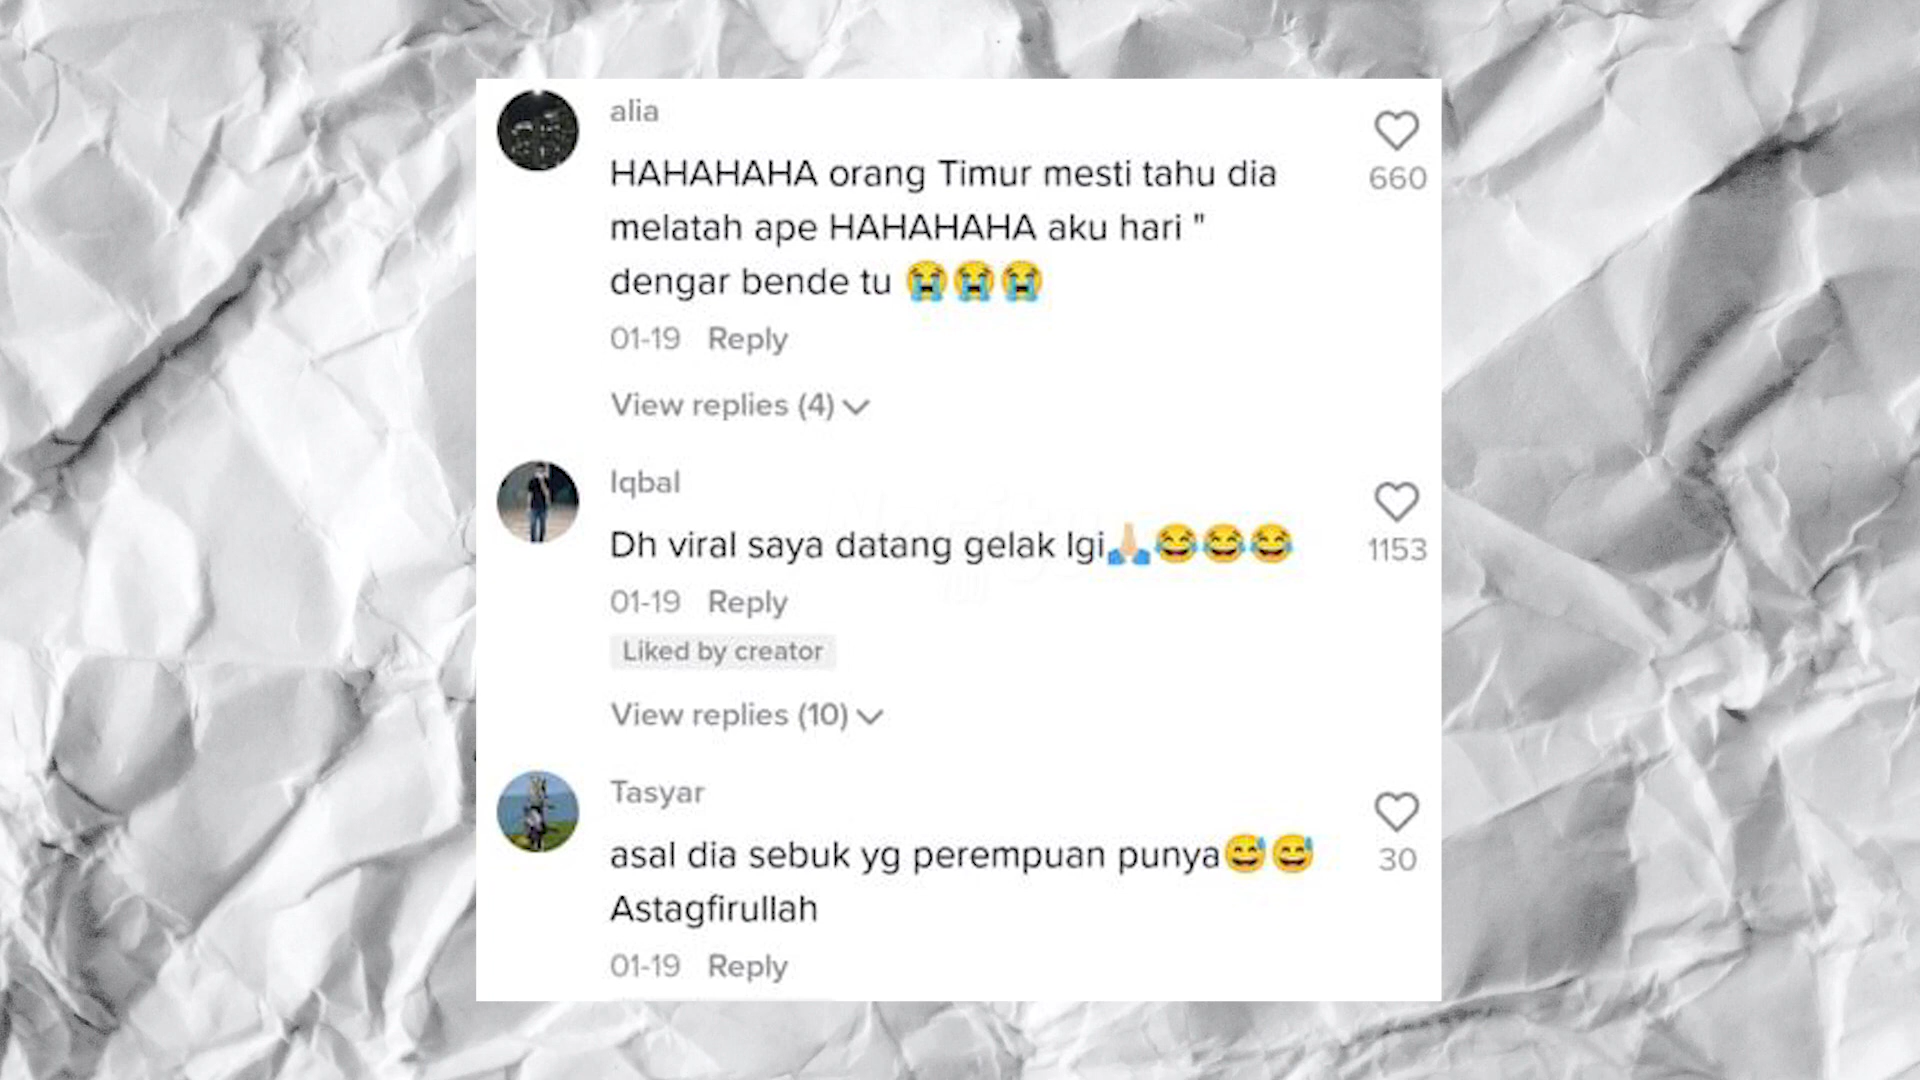 alia
HAHAHAHA orang Timur mesti tahu dia
660
melatah ape HAHAHAHA aku hari "
dengar bende tu 😭😭😭
01-19 Reply
View replies (4)
Iqbal
Dh viral saya datang gelak lgi🙏🏼😂😂😂
1153
01-19 Reply
Liked by creator
View replies (10)
Tasyar
asal dia sebuk yg perempuan punya😅😅
30
Astagfirullah
01-19 Reply